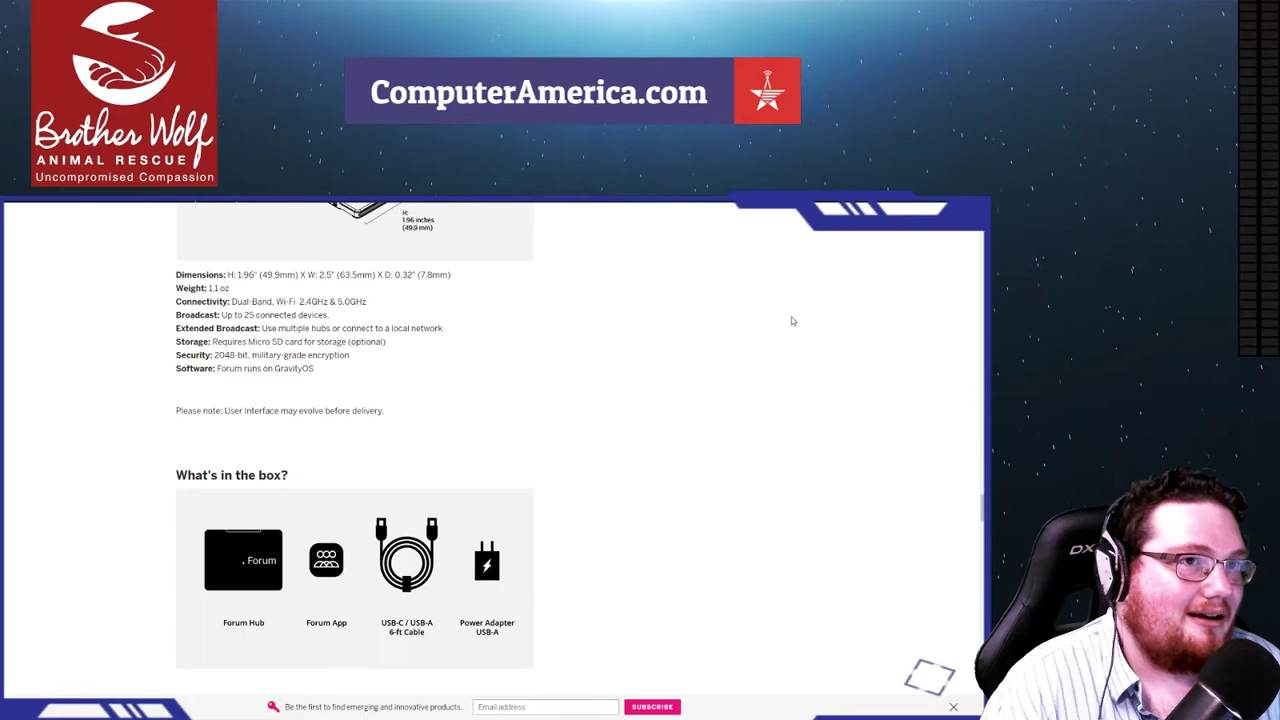 Brother Wolf
ANIMAL RESCUE
Uncompromised Compassion
ComputerAmerica.com
H:
1.96 inches
(49.9 mm)
Dimensions: H: 1.96" (49.9mm) X W: 2.5" (63.5mm) X D: 0.32" (7.8mm)
Weight: 1.1 oz
Connectivity: Dual-Band, Wi-Fi 2.4GHz & 5.0GHz
Broadcast: Up to 25 connected devices.
Extended Broadcast: Use multiple hubs or connect to a local network.
Storage: Requires Micro SD card for storage (optional)
Security: 2048-bit, military-grade encryption
Software: Forum runs on GravityOS
Please note: User Interface may evolve before delivery.
What's in the box?
. Forum
Forum Hub
Forum App
USB-C / USB-A
6-ft Cable
Power Adapter
USB-A
DX
Be the first to find emerging and innovative products.
Email address
SUBSCRIBE